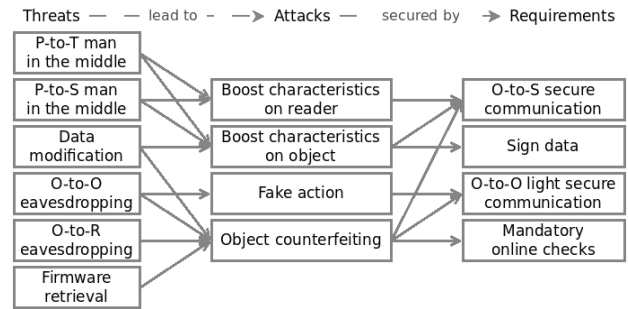 Threats — lead to - → Attacks — secured by → Requirements
P-to-T man
in the middle
P-to-S man
in the middle
Data
modification
O-to-O
eavesdropping
O-to-R
eavesdropping
Firmware
retrieval
Boost characteristics
on reader
Boost characteristics
on object
Fake action
Object counterfeiting
O-to-S secure
communication
Sign data
O-to-O light secure
communication
Mandatory
online checks